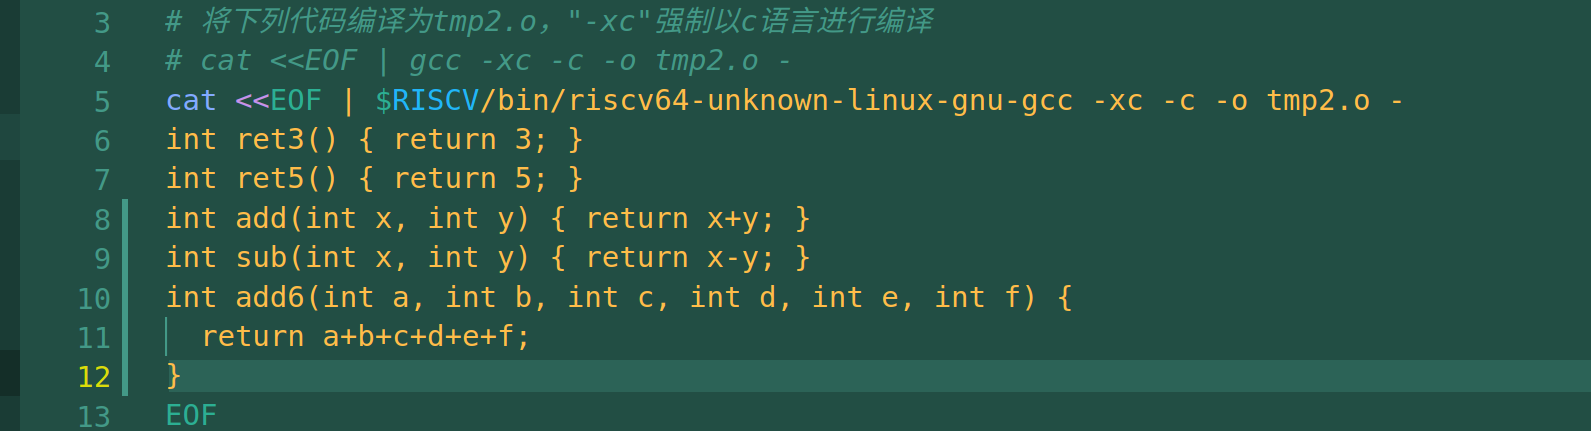 3 # 将下列代码编译为tmp2.o，"-xc"强制以c语言进行编译
4 # cat <<EOF | gcc -xc -c -o tmp2.o -
5 cat <<EOF | $RISCV/bin/riscv64-unknown-linux-gnu-gcc -xc -c -o tmp2.o -
6 int ret3() { return 3; }
7 int ret5() { return 5; }
8 int add(int x, int y) { return x+y; }
9 int sub(int x, int y) { return x-y; }
10 int add6(int a, int b, int c, int d, int e, int f) {
11   return a+b+c+d+e+f;
12 }
13 EOF